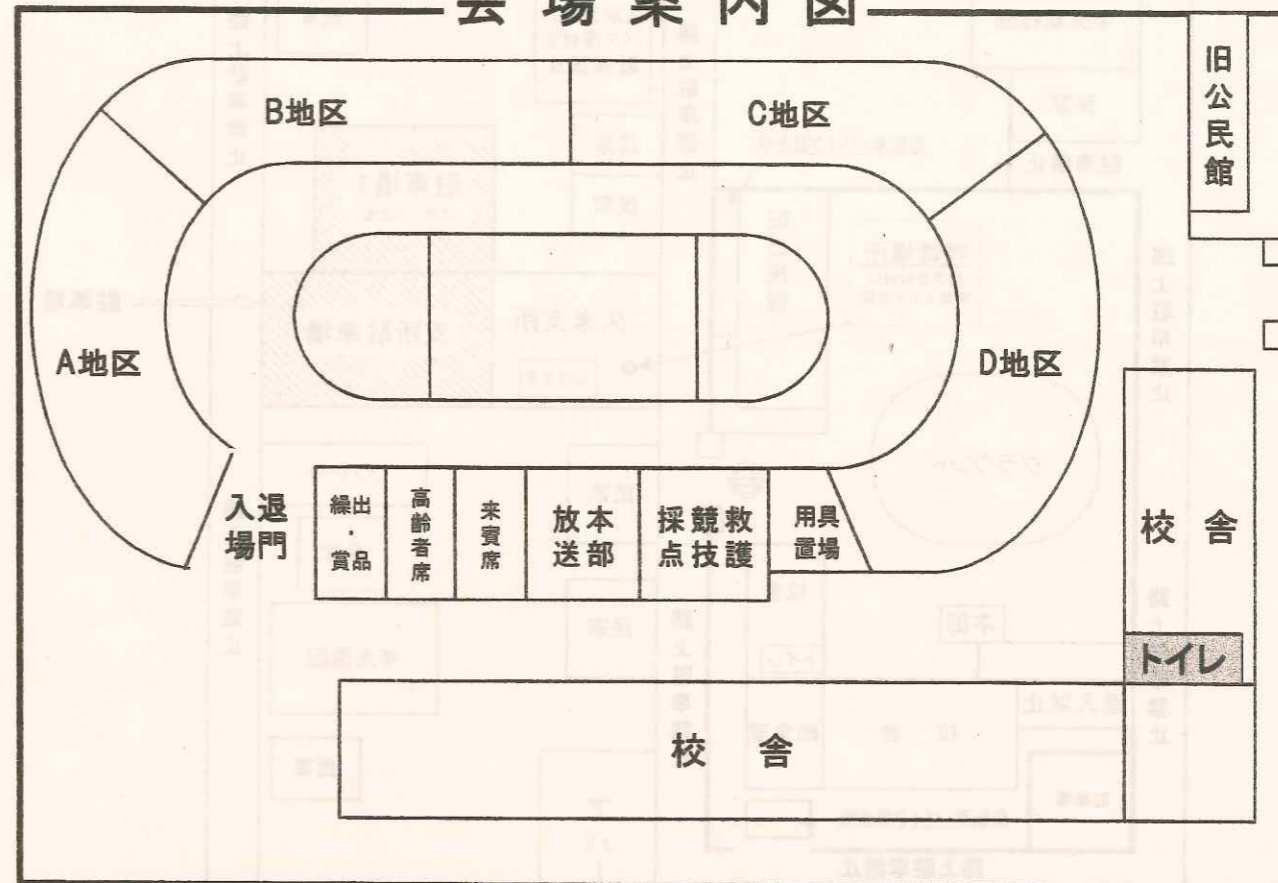 会場案内図
旧公民館
B地区
C地区
A地区
D地区
入退場門
繰出・賞品
高齢者席
来賓席
本部
放送
救護
競技
採点
用具置場
校舎
トイレ
校舎